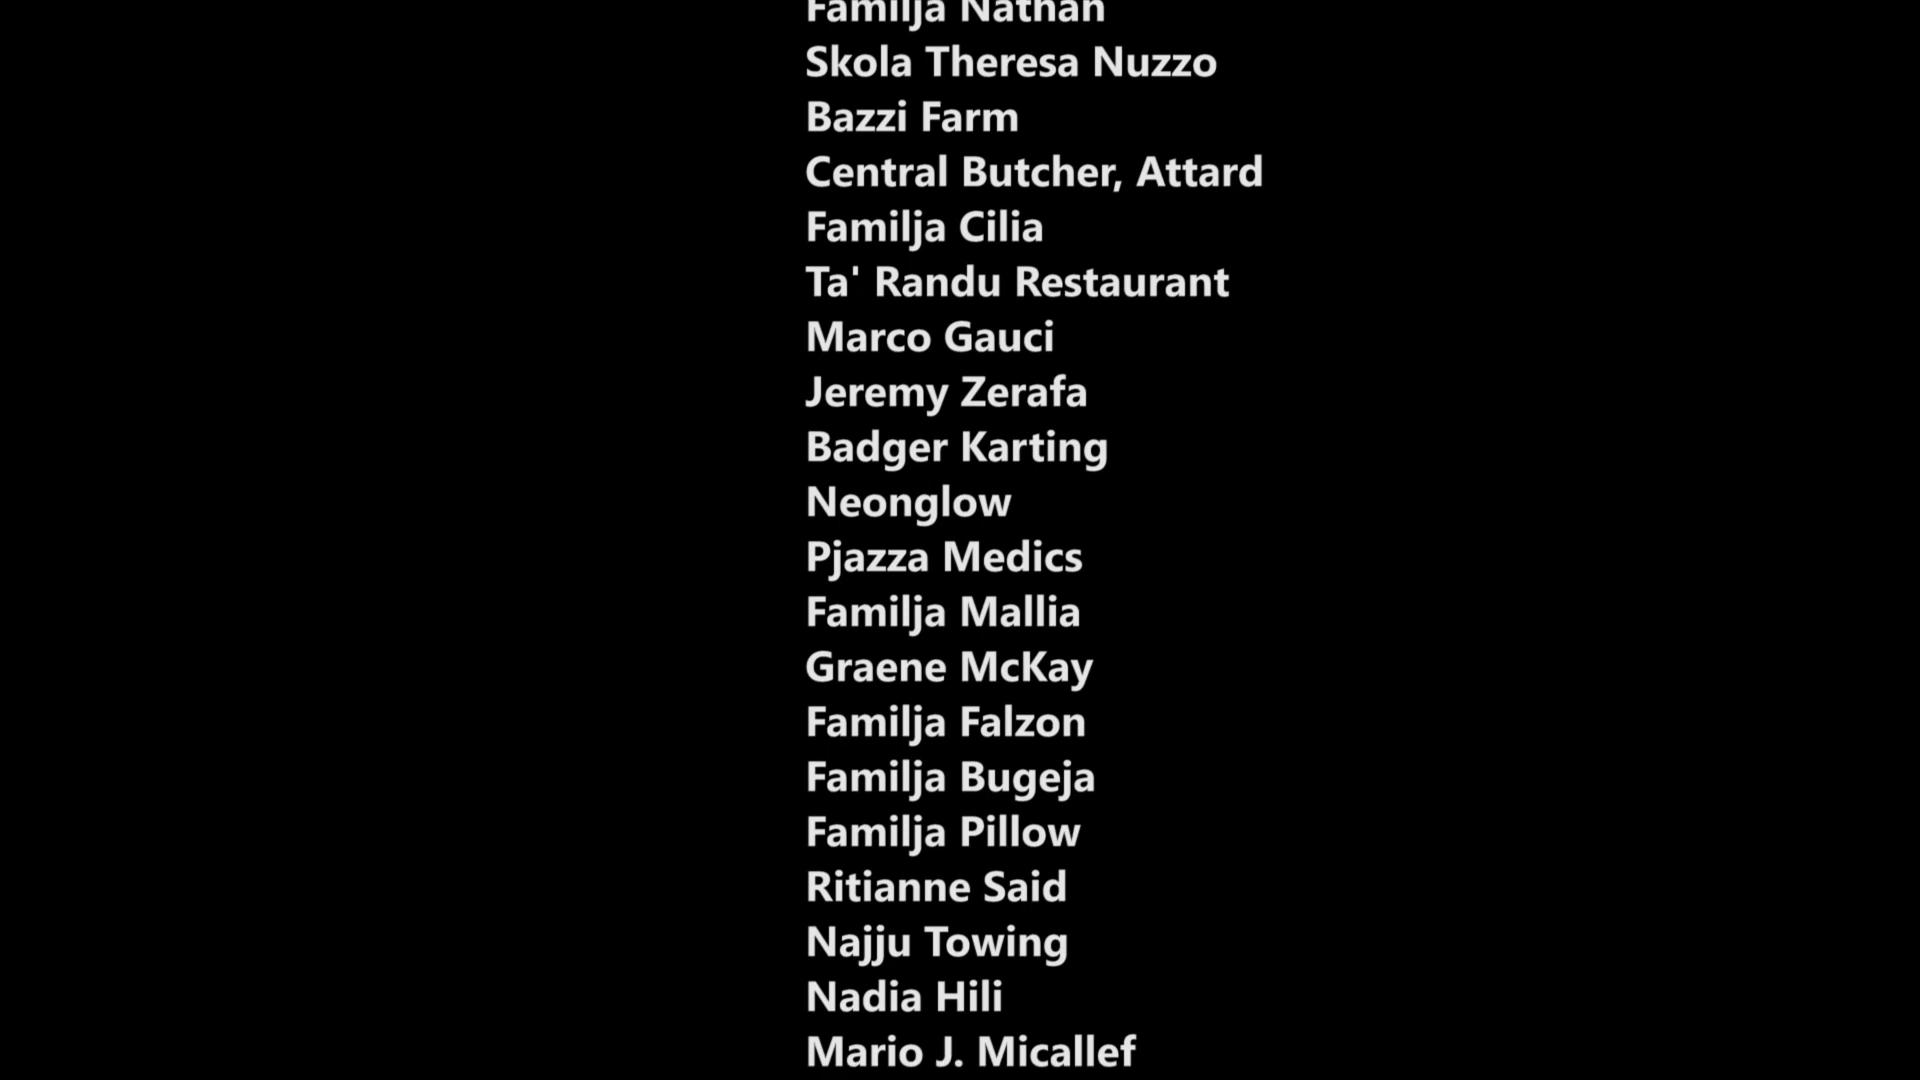 Familja Nathan
Skola Theresa Nuzzo
Bazzi Farm
Central Butcher, Attard
Familja Cilia
Ta' Randu Restaurant
Marco Gauci
Jeremy Zerafa
Badger Karting
Neonglow
Pjazza Medics
Familja Mallia
Graene McKay
Familja Falzon
Familja Bugeja
Familja Pillow
Ritianne Said
Najju Towing
Nadia Hili
Mario J. Micallef